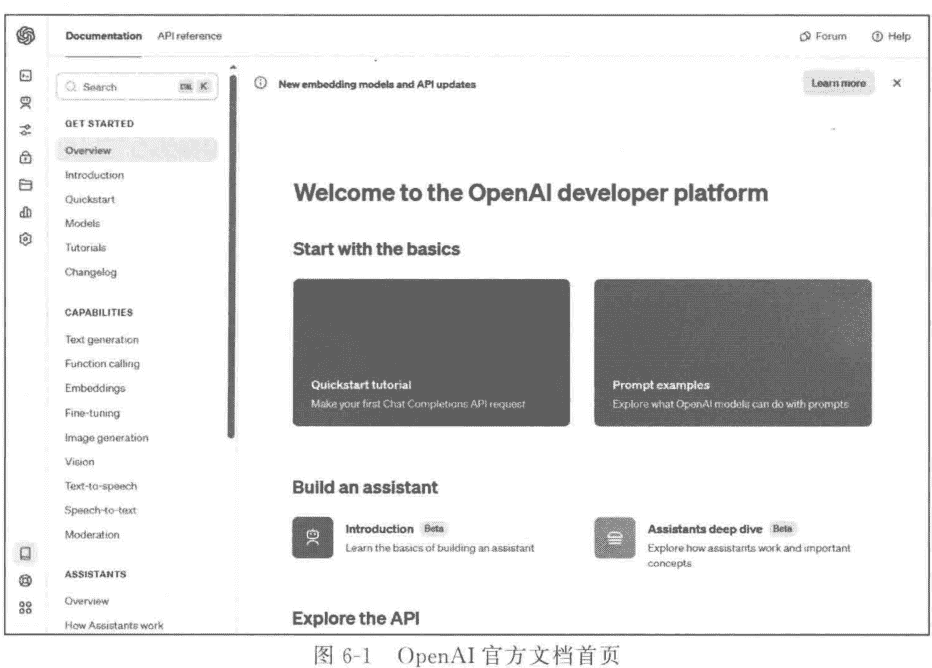 Documentation API reference
Forum Help
Search CTRL K
GET STARTED
Overview
Introduction
Quickstart
Models
Tutorials
Changelog
CAPABILITIES
Text generation
Function calling
Embeddings
Fine-tuning
Image generation
Vision
Text-to-speech
Speech-to-text
Moderation
ASSISTANTS
Overview
How Assistants work
New embedding models and API updates
Learn more
Welcome to the OpenAI developer platform
Start with the basics
Quickstart tutorial
Make your first Chat Completions API request
Prompt examples
Explore what OpenAI models can do with prompts
Build an assistant
Introduction Beta
Learn the basics of building an assistant
Assistants deep dive Beta
Explore how assistants work and important
concepts
Explore the API
图 6-1 OpenAI 官方文档首页